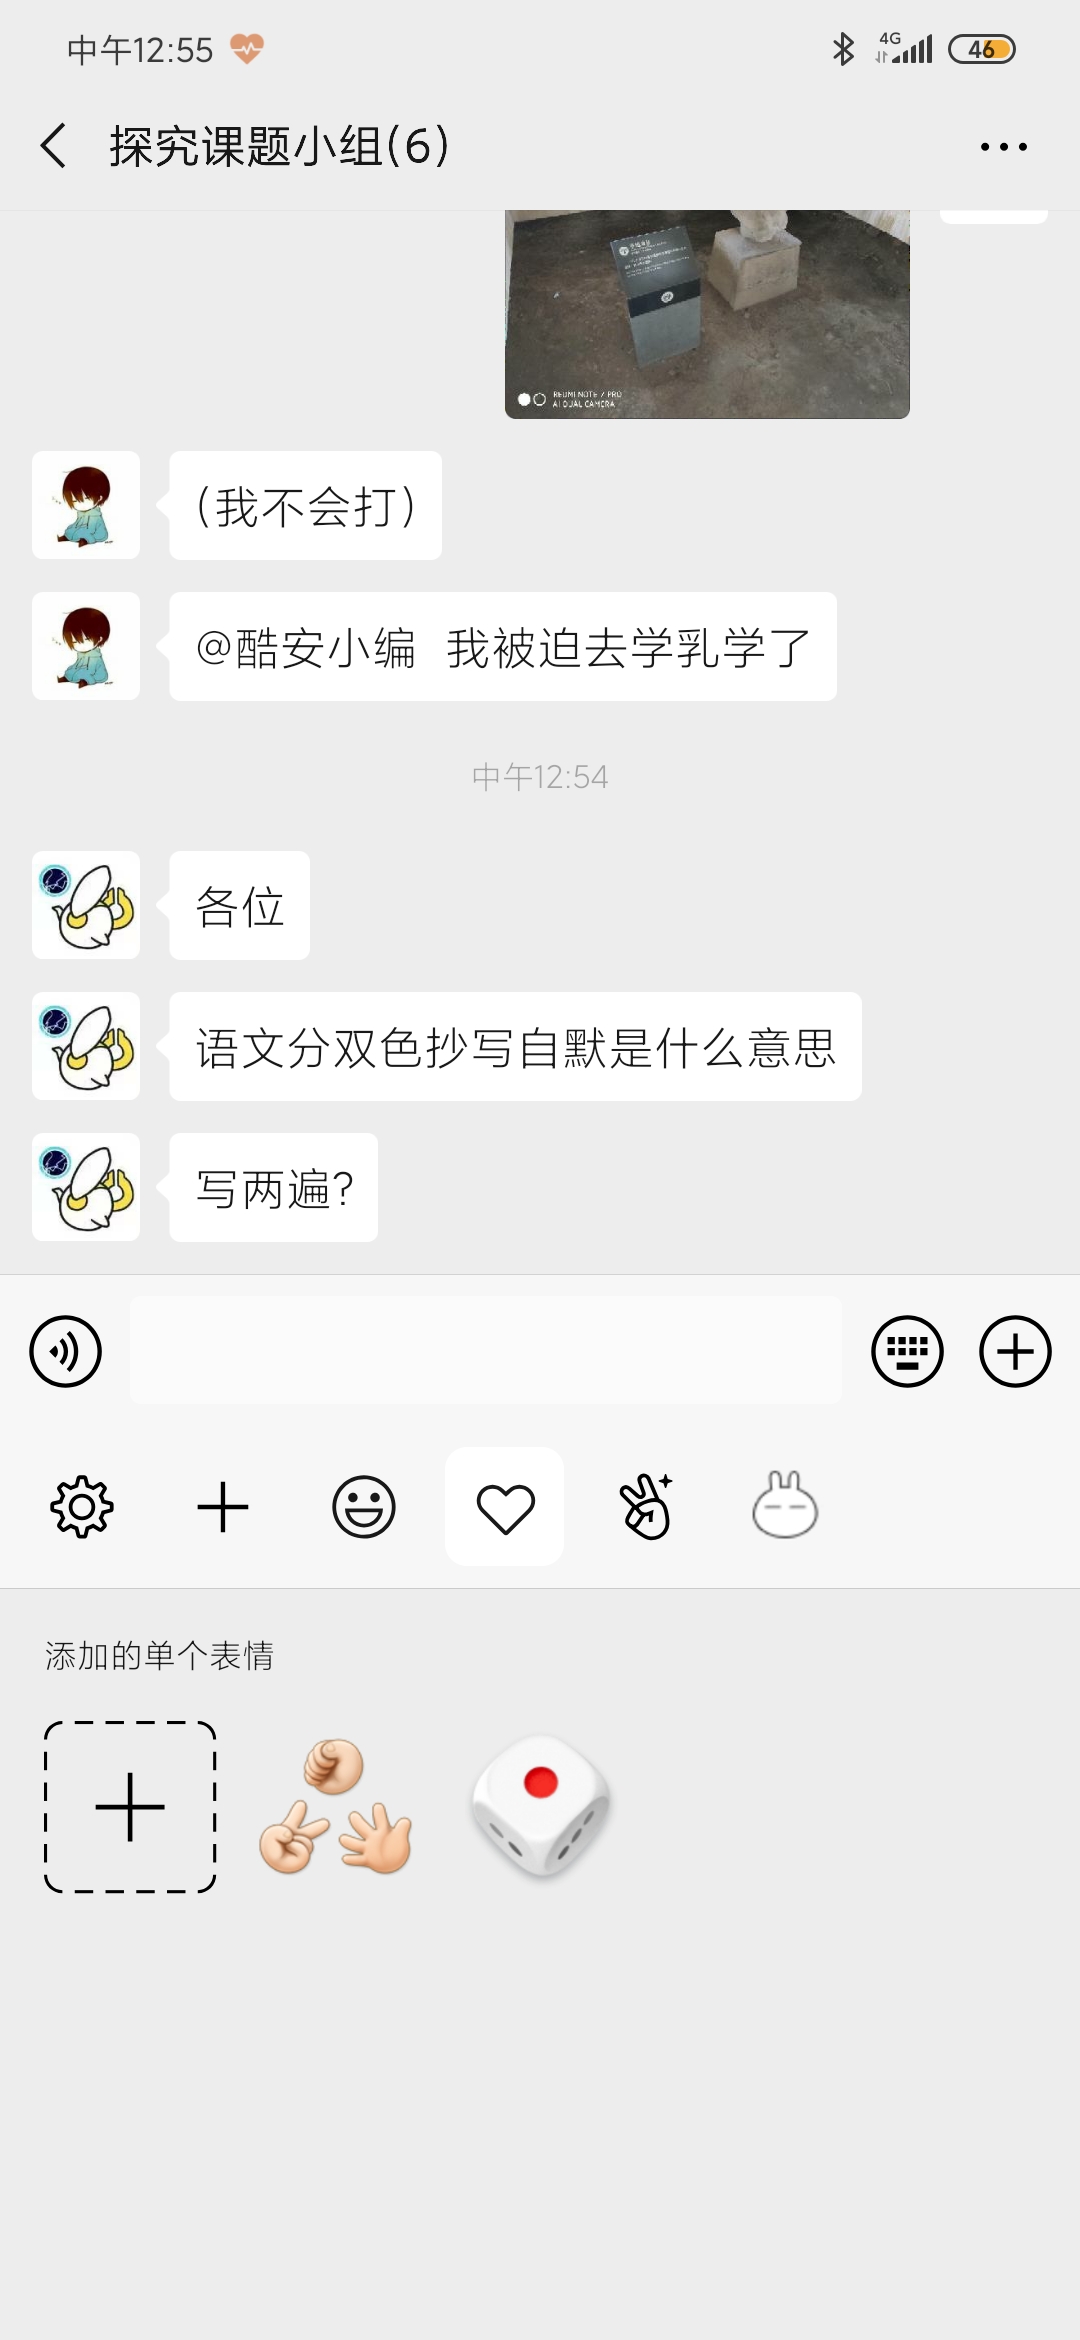 中午12:55
4G
46
探究课题小组(6)
REDMI NOTE 7 PRO
AI DUAL CAMERA
(我不会打)
@酷安小编 我被迫去学乳学了
中午12:54
各位
语文分双色抄写自默是什么意思
写两遍?
添加的单个表情